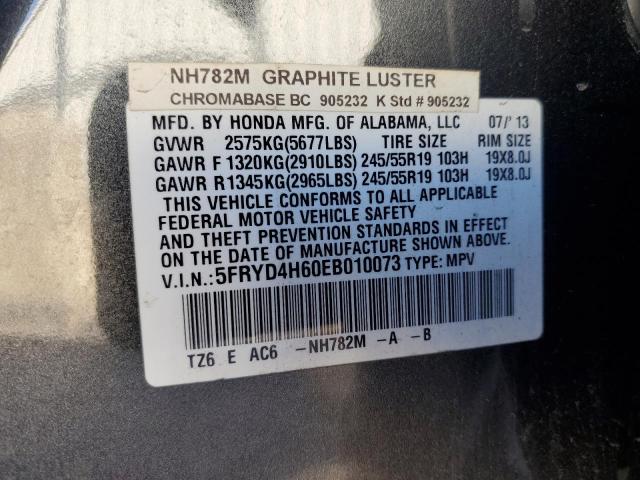 NH782M GRAPHITE LUSTER
CHROMABASE BC 905232 K Std # 905232
MFD. BY HONDA MFG. OF ALABAMA, LLC 07/'13
GVWR 2575KG(5677LBS) TIRE SIZE RIM SIZE
GAWR F 1320KG(2910LBS) 245/55R19 103H 19X8.0J
GAWR R1345KG(2965LBS) 245/55R19 103H 19X8.0J
THIS VEHICLE CONFORMS TO ALL APPLICABLE
FEDERAL MOTOR VEHICLE SAFETY
AND THEFT PREVENTION STANDARDS IN EFFECT
ON THE DATE OF MANUFACTURE SHOWN ABOVE.
V.I.N.:5FRYD4H60EB010073 TYPE: MPV
TZ6 E AC6 -NH782M -A -B